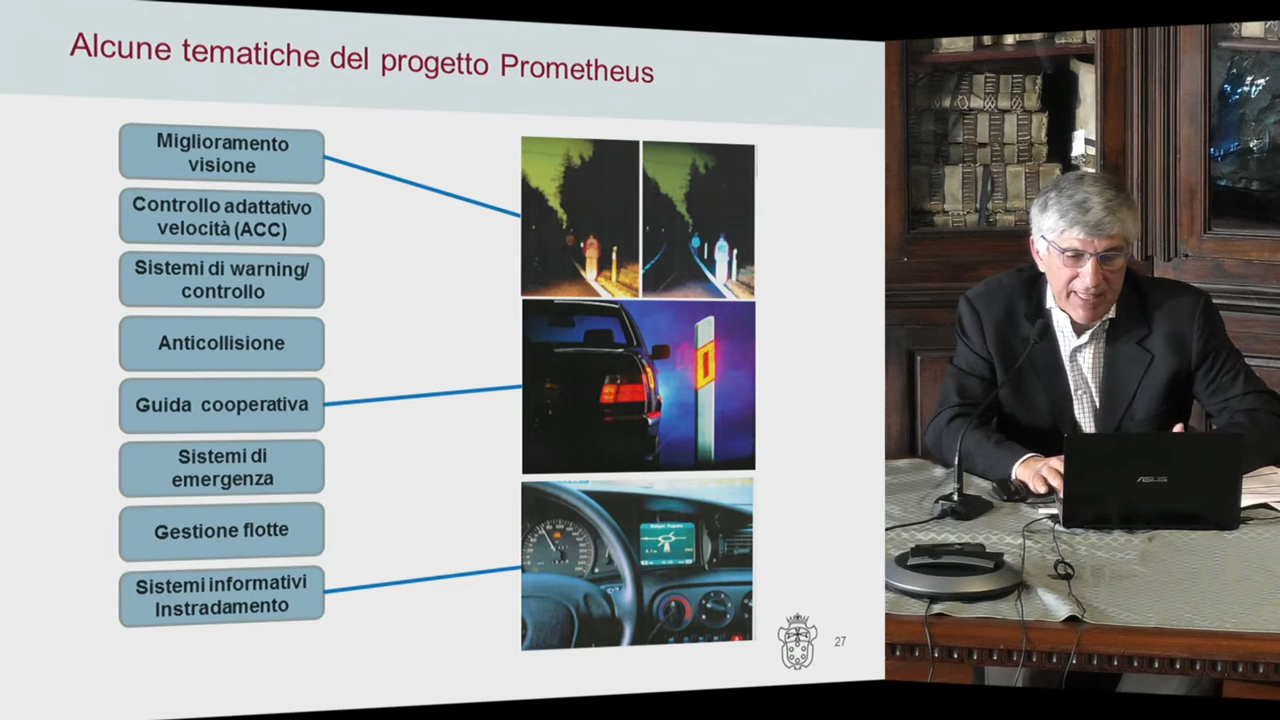 Alcune tematiche del progetto Prometheus
Miglioramento
visione
Controllo adattativo
velocità (ACC)
Sistemi di warning/
controllo
Anticollisione
Guida cooperativa
Sistemi di
emergenza
Gestione flotte
Sistemi informativi
Instradamento
27
ASUS